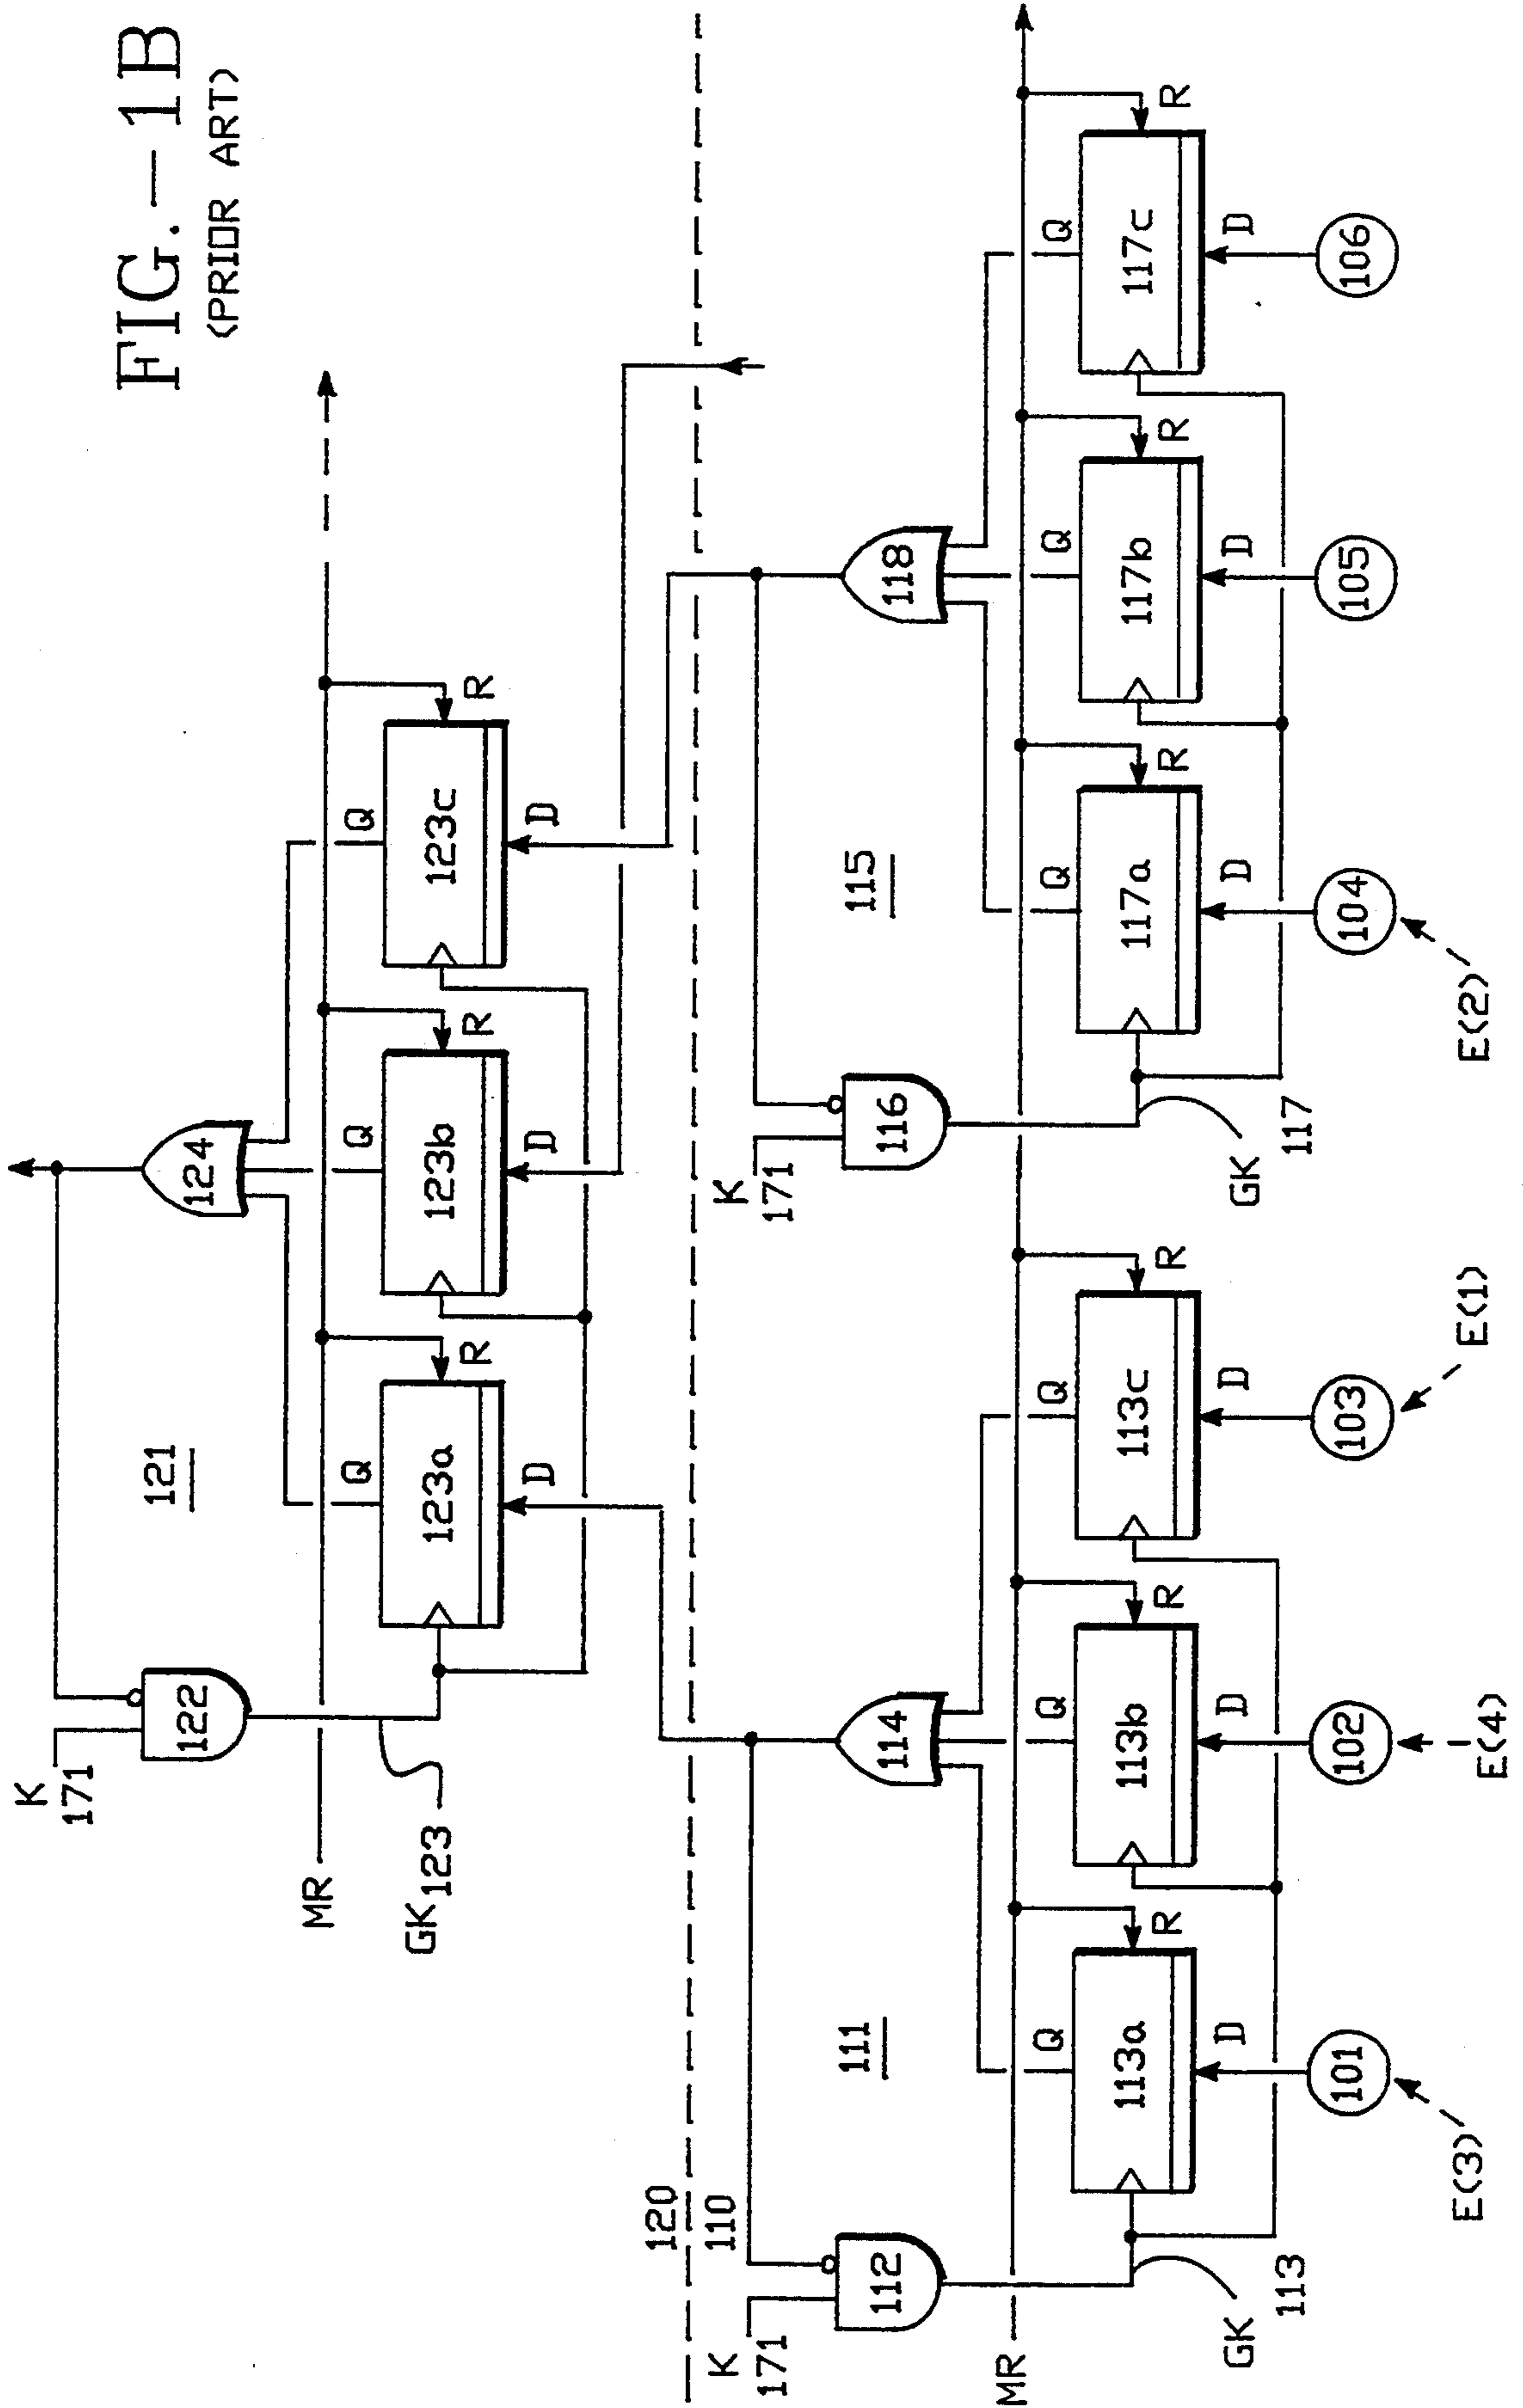 FIG.—1B
(PRIOR ART)
K
171
122
121
124
MR
Q
Q
Q
123a
123b
123c
R
R
R
GK123
D
D
D
120
110
K
171
112
111
114
K
171
116
115
118
MR
Q
Q
Q
Q
Q
Q
113a
113b
113c
117a
117b
117c
R
R
R
R
R
R
GK
113
GK
117
D
D
D
D
D
D
101
102
103
104
105
106
E(3)
E(4)
E(1)
E(2)